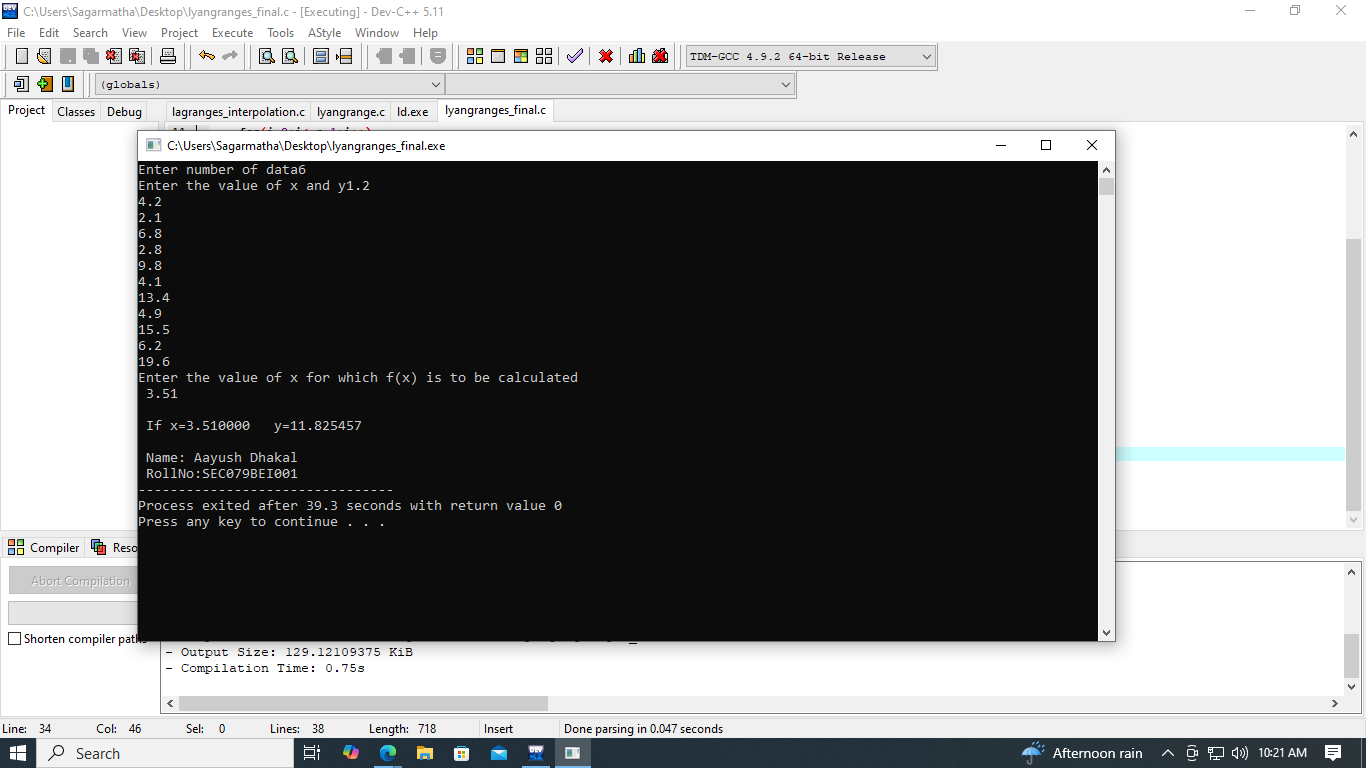 C:\Users\Sagarmatha\Desktop\lyangranges_final.c - [Executing] - Dev-C++ 5.11
File Edit Search View Project Execute Tools AStyle Window Help
TDM-GCC 4.9.2 64-bit Release
(globals)
Project Classes Debug lagranges_interpolation.c lyangrange.c ld.exe lyangranges_final.c
C:\Users\Sagarmatha\Desktop\lyangranges_final.exe
Enter number of data6
Enter the value of x and y1.2
4.2
2.1
6.8
2.8
9.8
4.1
13.4
4.9
15.5
6.2
19.6
Enter the value of x for which f(x) is to be calculated
3.51
If x=3.510000 y=11.825457
Name: Aayush Dhakal
RollNo:SEC079BEI001
--------------------------------
Process exited after 39.3 seconds with return value 0
Press any key to continue . . .
Compiler Reso
Abort Compilation
Shorten compiler paths
- Output Size: 129.12109375 KiB
- Compilation Time: 0.75s
Line: 34 Col: 46 Sel: 0 Lines: 38 Length: 718 Insert Done parsing in 0.047 seconds
Search Afternoon rain 10:21 AM